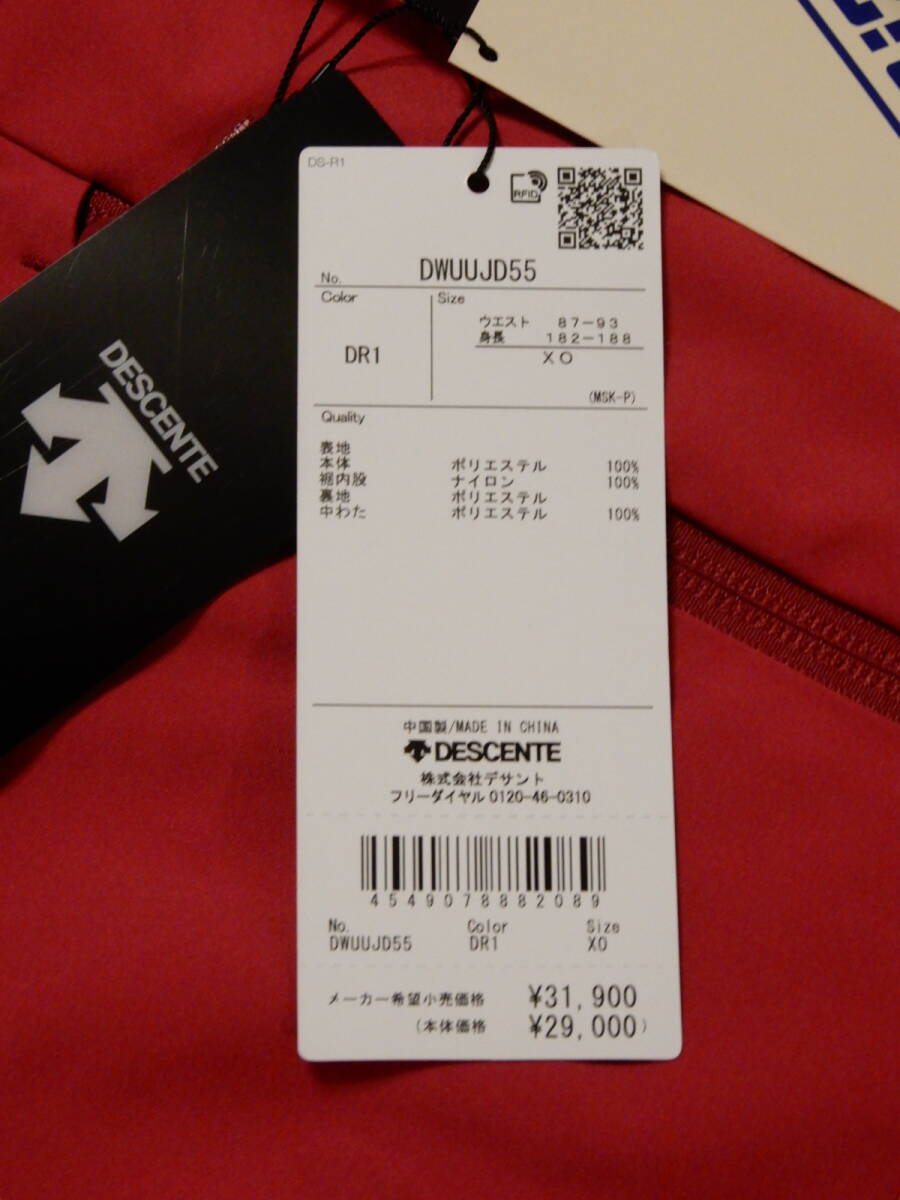 DS-R1
RFID
No. DWUUJD55
Color Size
ウエスト 87-93
身長 182-188
DR1 XO
(MSK-P)
Quality
表地
本体 ポリエステル 100%
裾内股 ナイロン 100%
裏地 ポリエステル
中わた ポリエステル 100%
中国製/MADE IN CHINA
DESCENTE
株式会社デサント
フリーダイヤル 0120-46-0310
4549078882089
No. Color Size
DWUUJD55 DR1 XO
メーカー希望小売価格 ¥31,900
(本体価格 ¥29,000)
DESCENTE